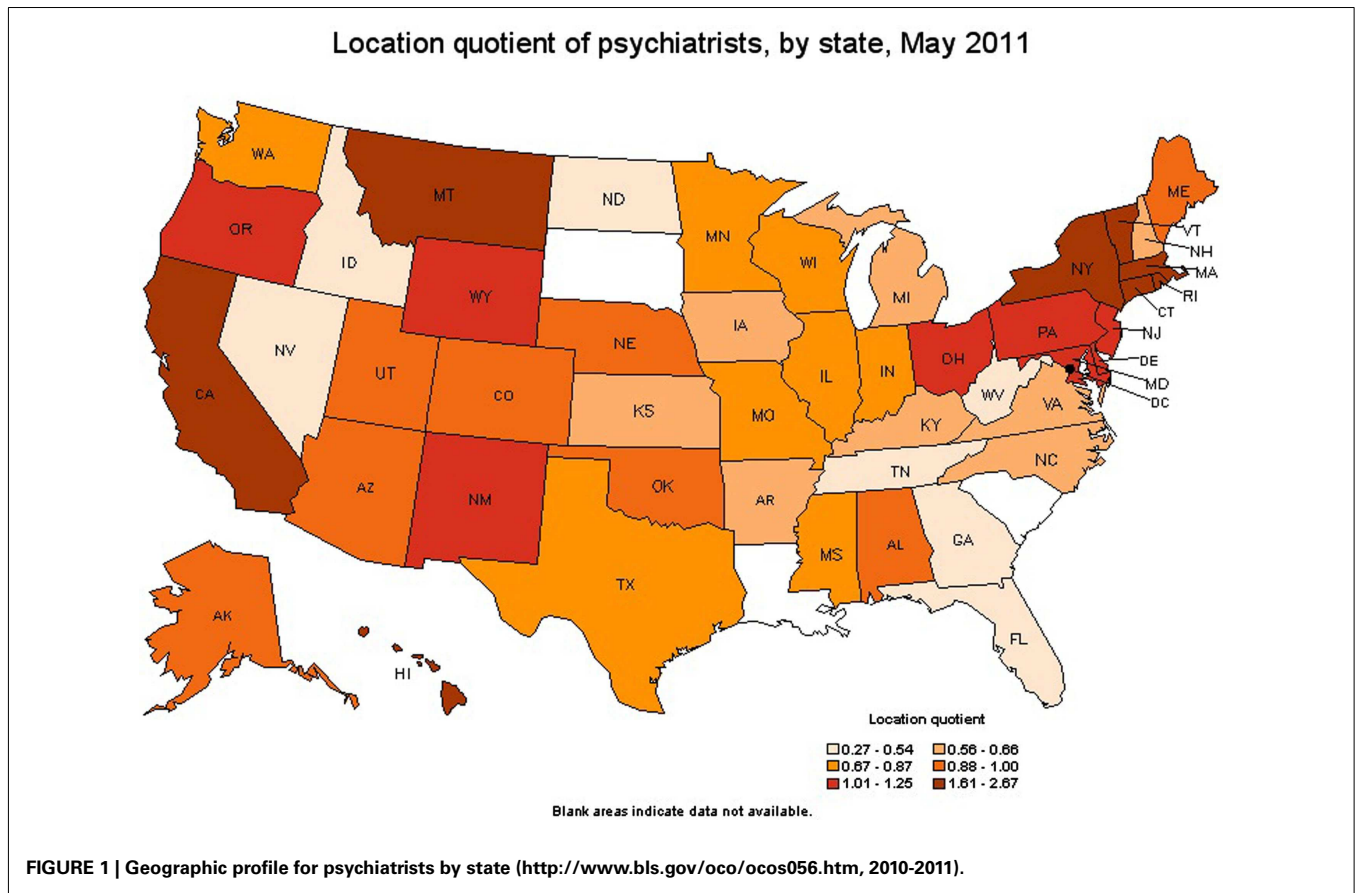 Location quotient of psychiatrists, by state, May 2011
WA
MT
ND
MN
ME
OR
ID
WY
WI
MI
NY
VT
NH
MA
RI
CT
NV
UT
CO
NE
IA
IL
IN
OH
PA
NJ
DE
MD
DC
CA
KS
MO
KY
WV
VA
AZ
NM
OK
AR
TN
NC
TX
MS
AL
GA
AK
HI
FL
Location quotient
0.27 - 0.54 0.56 - 0.66
0.67 - 0.87 0.88 - 1.00
1.01 - 1.25 1.61 - 2.67
Blank areas indicate data not available.
FIGURE 1 | Geographic profile for psychiatrists by state (http://www.bls.gov/oco/ocos056.htm, 2010-2011).